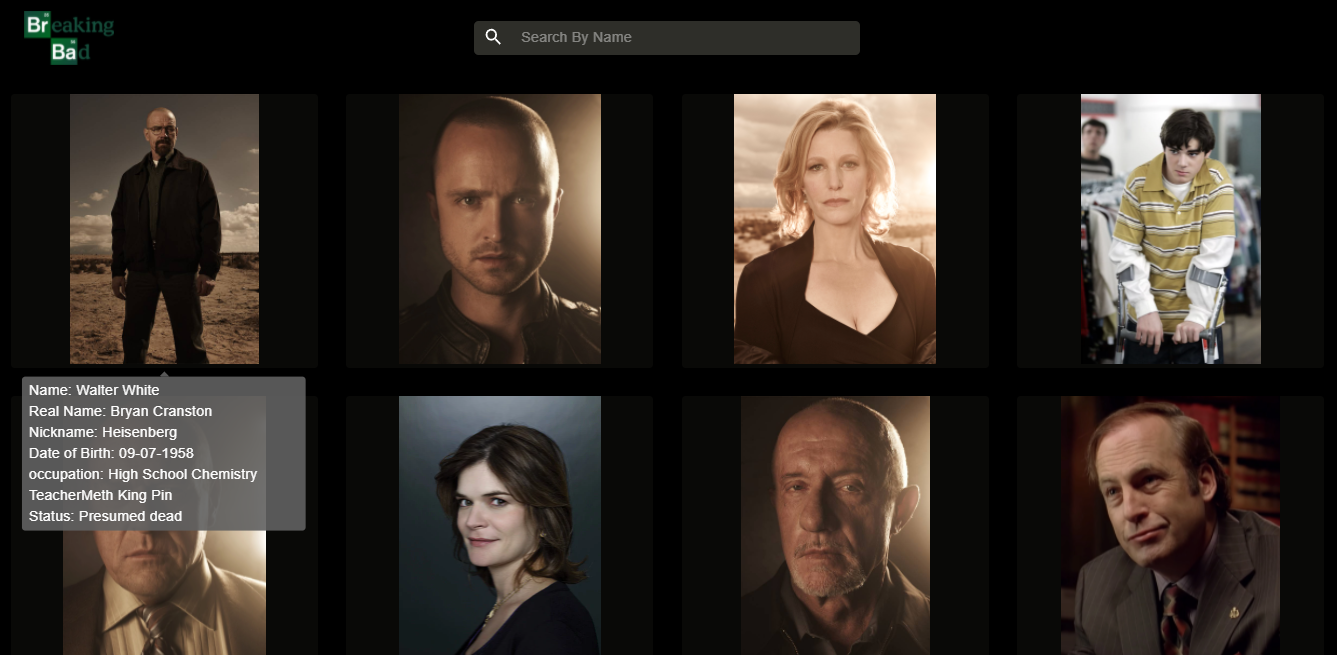 Breaking
Bad
Search By Name
Name: Walter White
Real Name: Bryan Cranston
Nickname: Heisenberg
Date of Birth: 09-07-1958
occupation: High School Chemistry
TeacherMeth King Pin
Status: Presumed dead